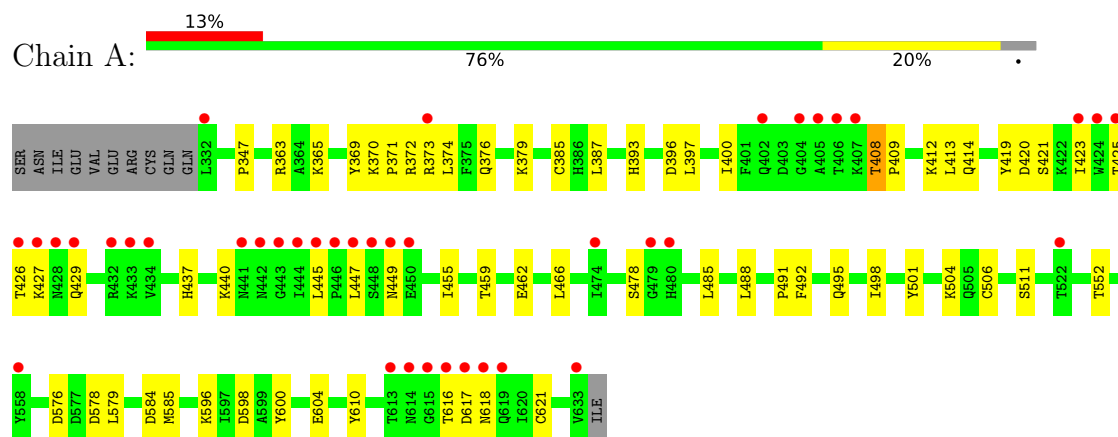 13%
Chain A:
76% 20% •
SER ASN ILE GLU VAL GLU ARG CYS GLN GLN L332 P347 R363 A364 K365 Y369 K370 P371 R372 R373 L374 F375 Q376 K379 C385 H386 L387 H393 D396 L397 I400 F401 Q402 D403 G404 A405 T406 K407 T408 P409 K412 L413 Q414 Y419 D420 S421 K422 I423 W424 T425
T426 K427 N428 Q429 R432 K433 V434 H437 K440 N441 N442 G443 I444 L445 P446 L447 S448 N449 E450 I455 T459 E462 L466 I474 S478 G479 H480 L485 L488 P491 F492 Q495 I498 Y501 K504 Q505 C506 S511 T522 T552
Y558 D576 D577 D578 L579 D584 M585 K596 I597 D598 A599 Y600 E604 Y610 T613 N614 G615 T616 D617 N618 Q619 I620 C621 V633 ILE